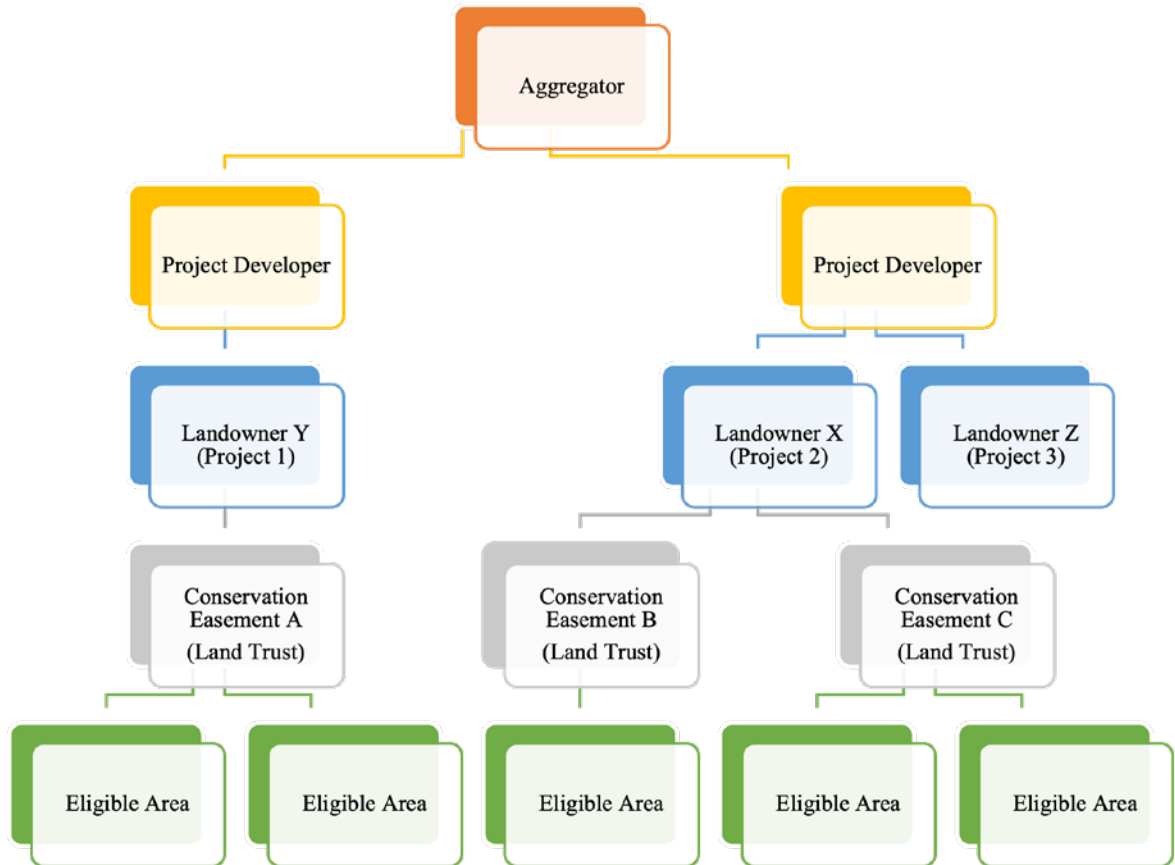 Aggregator
Project Developer
Project Developer
Landowner Y
(Project 1)
Landowner X
(Project 2)
Landowner Z
(Project 3)
Conservation
Easement A
(Land Trust)
Conservation
Easement B
(Land Trust)
Conservation
Easement C
(Land Trust)
Eligible Area
Eligible Area
Eligible Area
Eligible Area
Eligible Area